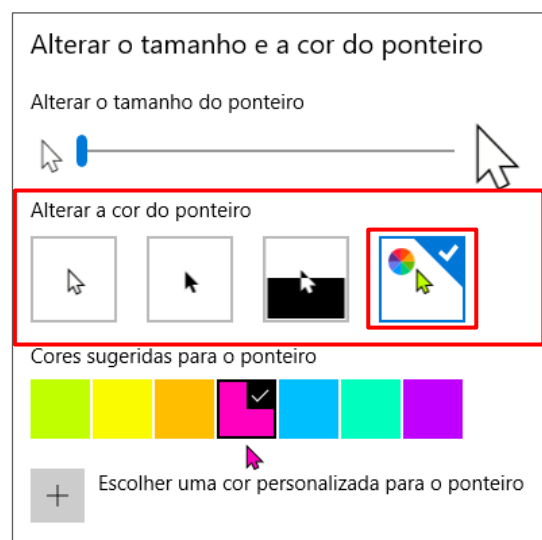 Alterar o tamanho e a cor do ponteiro
Alterar o tamanho do ponteiro
Alterar a cor do ponteiro
Cores sugeridas para o ponteiro
Escolher uma cor personalizada para o ponteiro